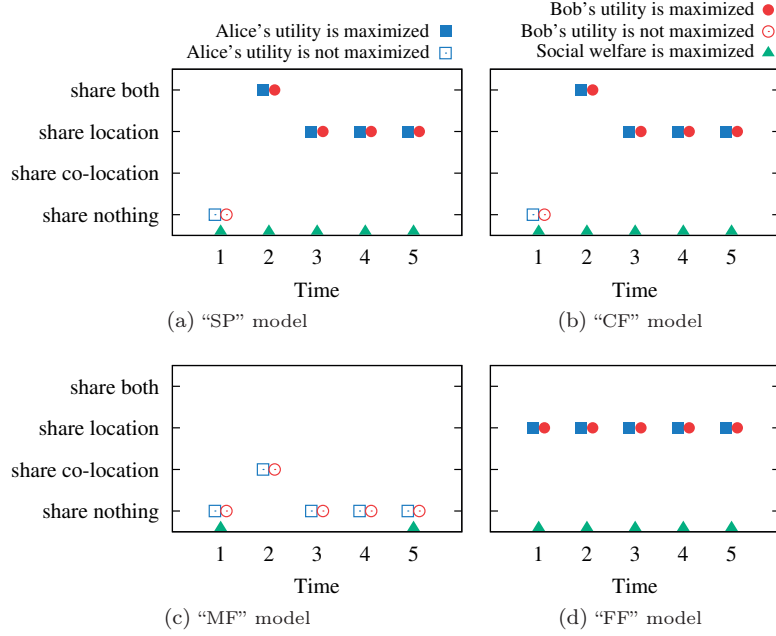 Alice's utility is maximized
Alice's utility is not maximized
Bob's utility is maximized
Bob's utility is not maximized
Social welfare is maximized
share both
share location
share co-location
share nothing
1 2 3 4 5
Time
(a) “SP” model
1 2 3 4 5
Time
(b) “CF” model
share both
share location
share co-location
share nothing
1 2 3 4 5
Time
(c) “MF” model
1 2 3 4 5
Time
(d) “FF” model